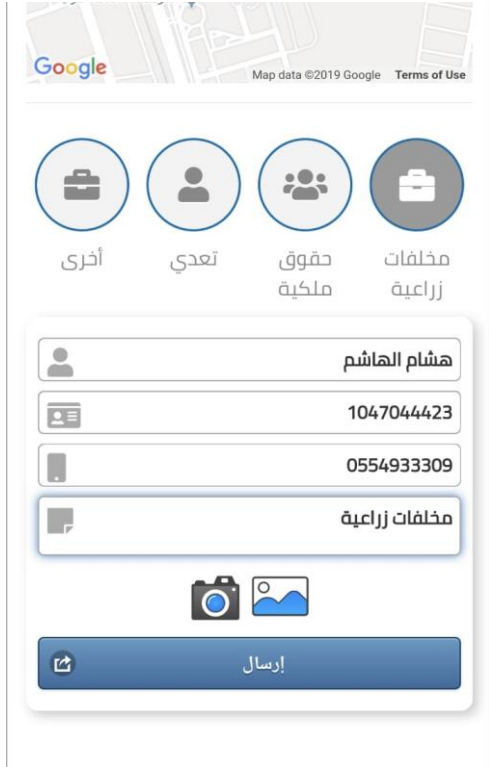 Google
Map data ©2019 Google Terms of Use
مخلفات زراعية
حقوق ملكية
تعدي
أخرى
هشام الهاشم
1047044423
0554933309
مخلفات زراعية
إرسال